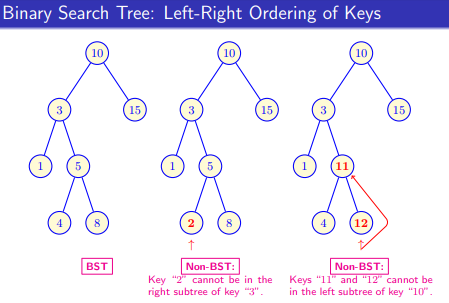 Binary Search Tree: Left-Right Ordering of Keys
10 10 10
3 15 3 15 3 15
1 5 1 5 1 11
4 8 2 8 4 12
BST Non-BST: Non-BST:
Key “2” cannot be in the
right subtree of key “3”.
Keys “11” and “12” cannot be
in the left subtree of key “10”.